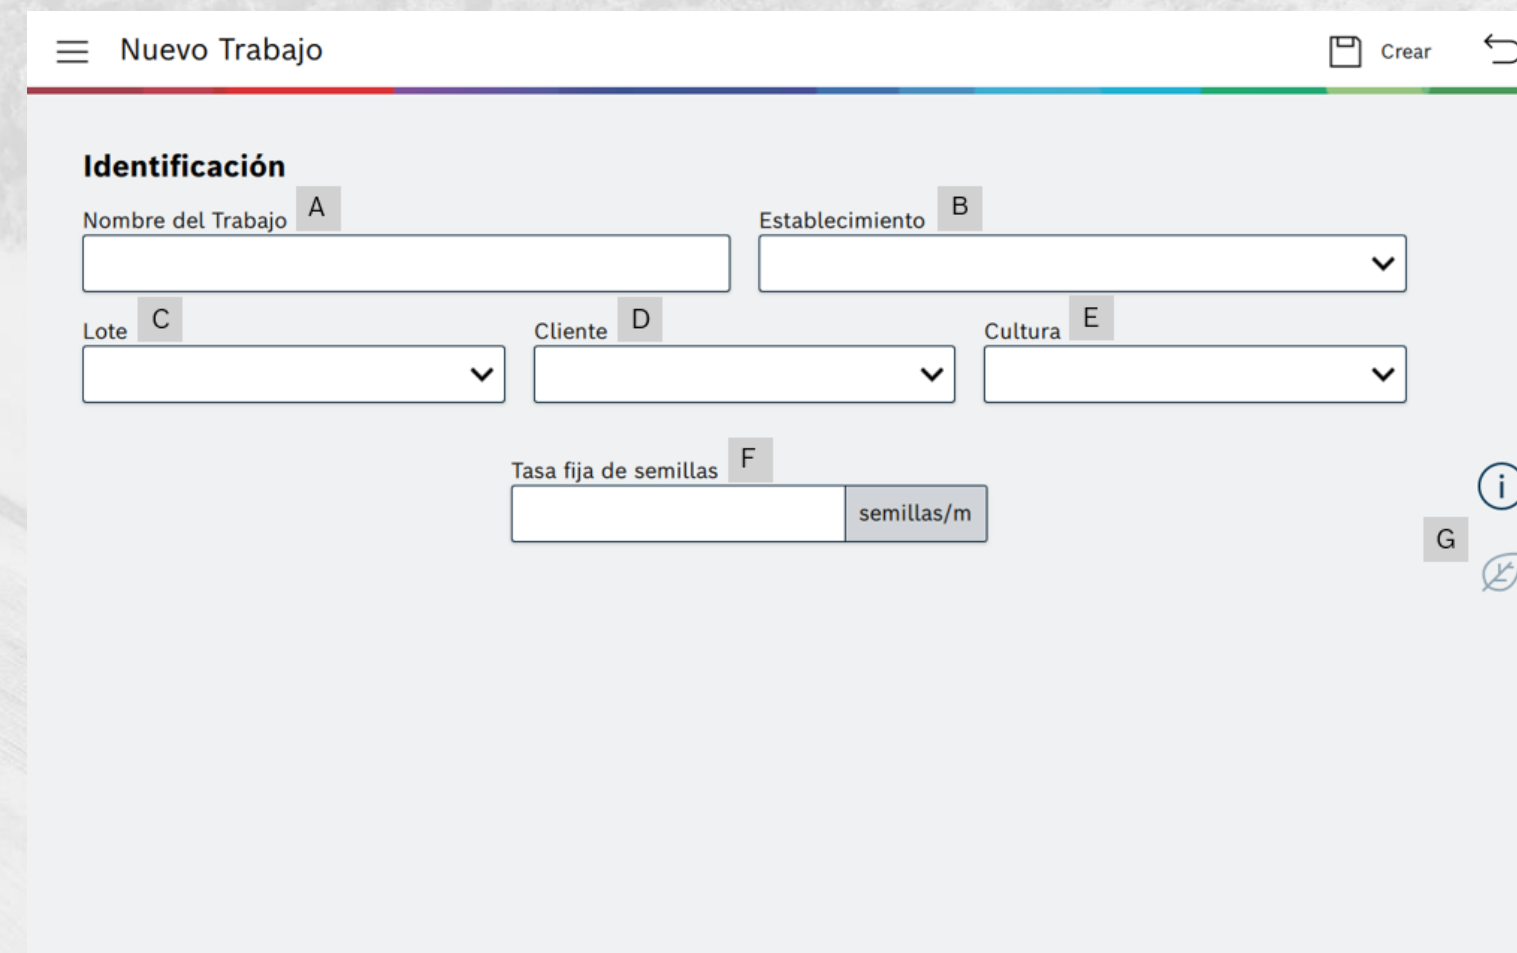 Nuevo Trabajo Crear
Identificación
Nombre del Trabajo A Establecimiento B
Lote C Cliente D Cultura E
Tasa fija de semillas F
semillas/m
G